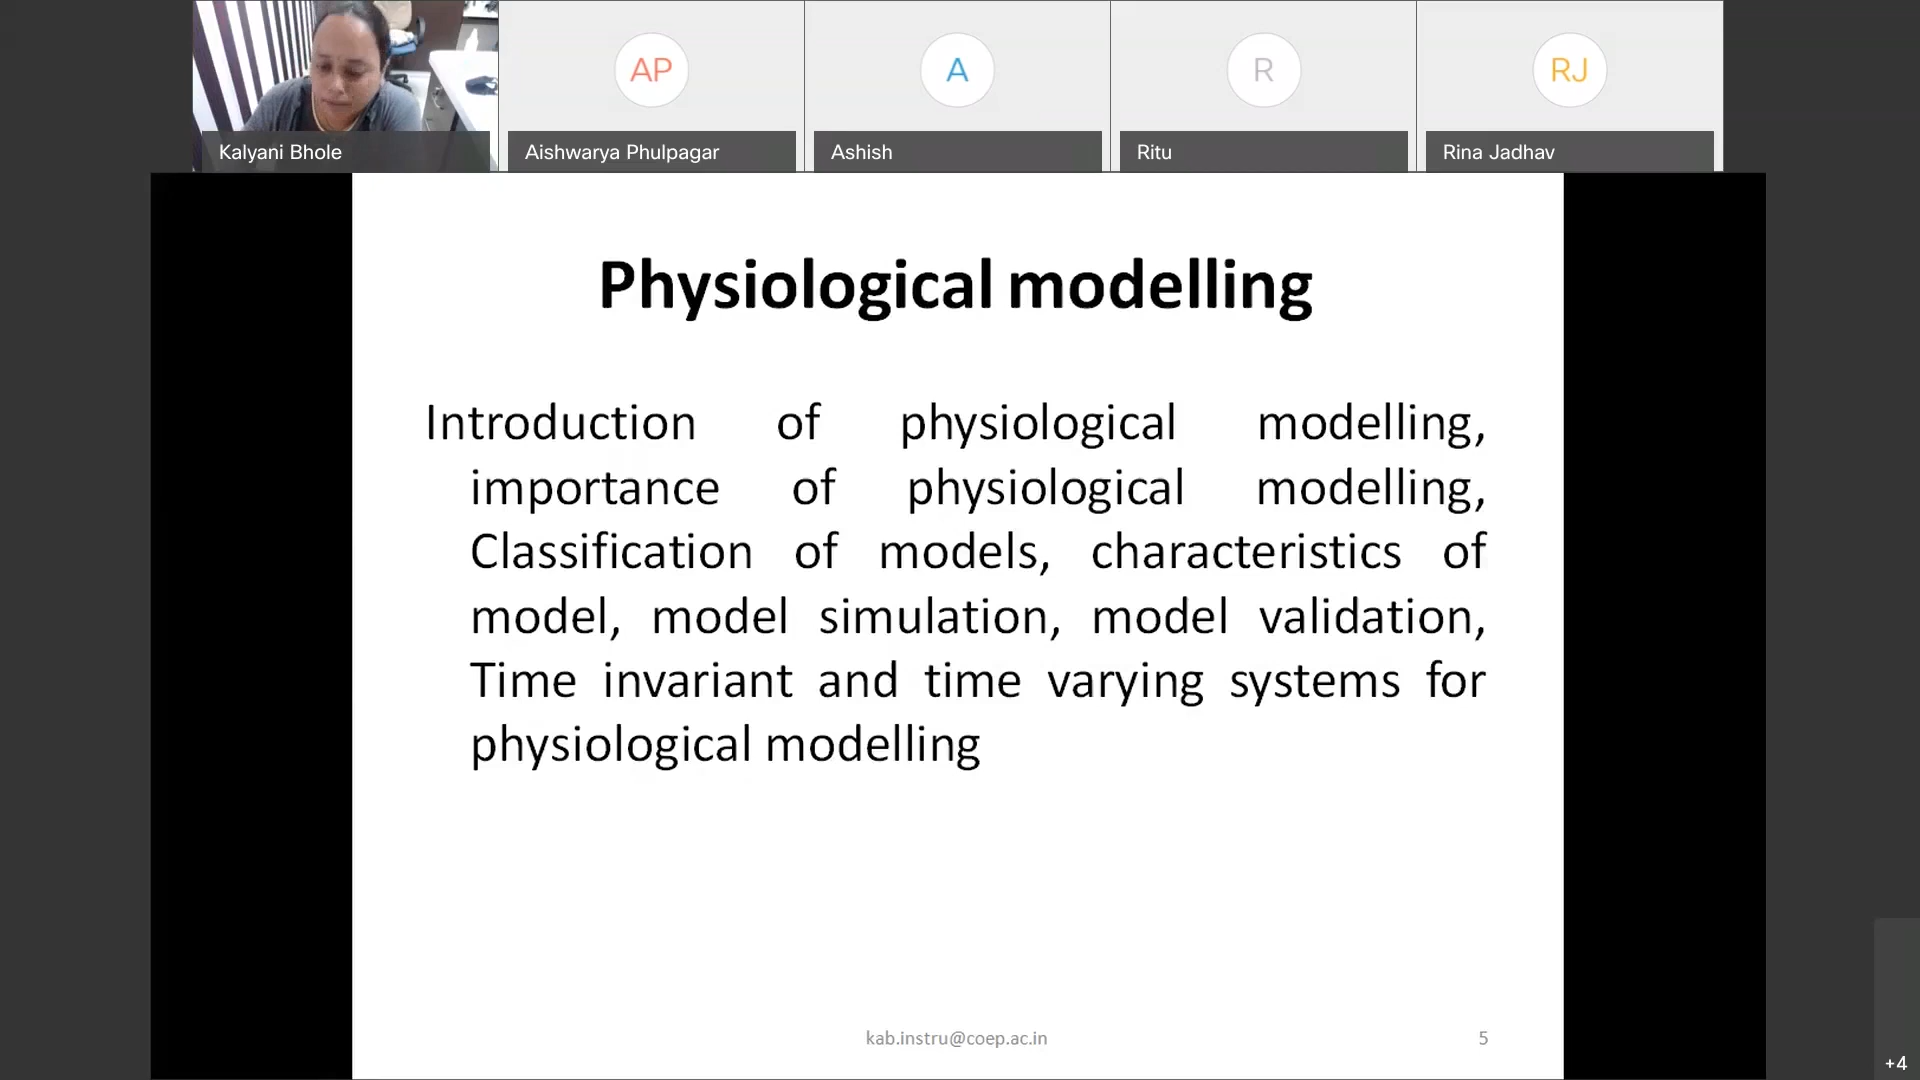 AP
A
R
RJ
Kalyani Bhole
Aishwarya Phulpagar
Ashish
Ritu
Rina Jadhav
Physiological modelling
Introduction of physiological modelling,
importance of physiological modelling,
Classification of models, characteristics of
model, model simulation, model validation,
Time invariant and time varying systems for
physiological modelling
kab.instru@coep.ac.in
5
+4